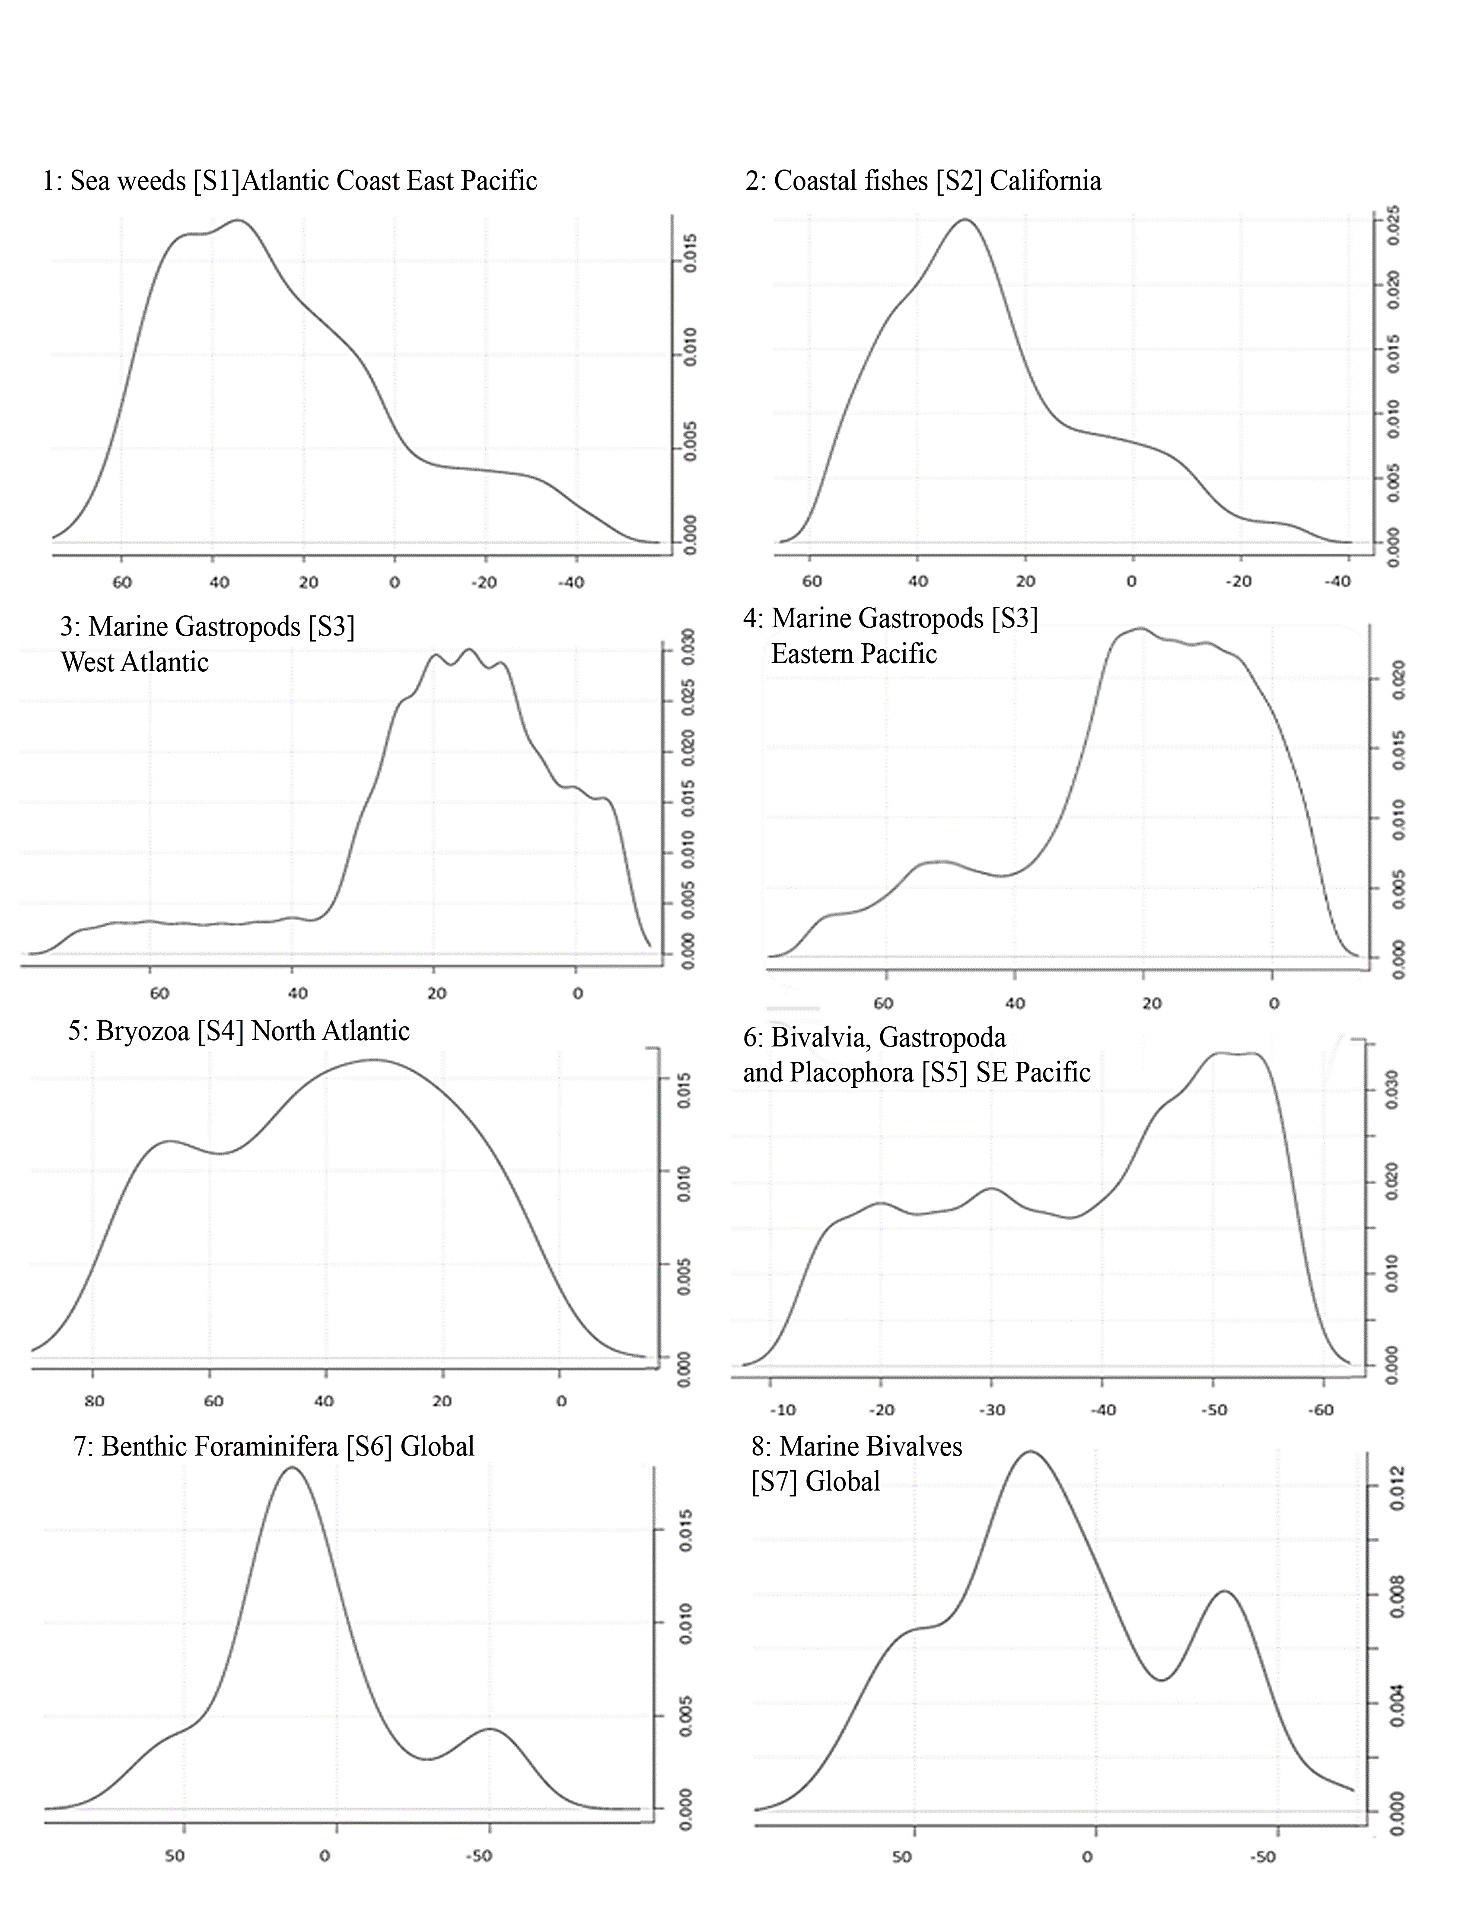 1: Sea weeds [S1]Atlantic Coast East Pacific
0.015
0.010
0.005
0.000
60 40 20 0 -20 -40
2: Coastal fishes [S2] California
0.025
0.020
0.015
0.010
0.005
0.000
60 40 20 0 -20 -40
3: Marine Gastropods [S3]
West Atlantic
0.030
0.025
0.020
0.015
0.010
0.005
0.000
60 40 20 0
4: Marine Gastropods [S3]
Eastern Pacific
0.020
0.015
0.010
0.005
0.000
60 40 20 0
5: Bryozoa [S4] North Atlantic
0.015
0.010
0.005
0.000
80 60 40 20 0
6: Bivalvia, Gastropoda
and Placophora [S5] SE Pacific
0.030
0.020
0.010
0.000
-10 -20 -30 -40 -50 -60
7: Benthic Foraminifera [S6] Global
0.015
0.010
0.005
0.000
50 0 -50
8: Marine Bivalves
[S7] Global
0.012
0.008
0.004
0.000
50 0 -50